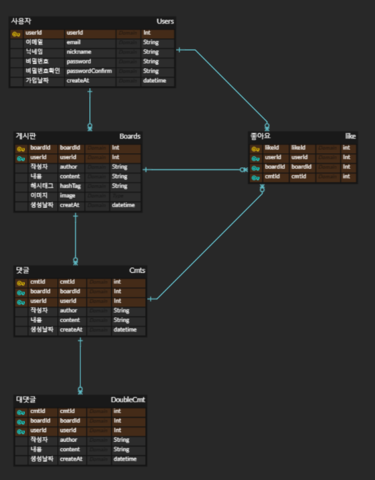 사용자 Users
userId userId Int
이메일 email String
닉네임 nickname String
비밀번호 password String
비밀번호확인 passwordConfirm String
가입날짜 createAt datetime
게시판 Boards
boardId boardId Int
userId userId Int
작성자 author String
내용 content String
해시태그 hashTag String
이미지 image
생성날짜 creatAt datetime
좋아요 like
likeId likeId int
userId userId int
boardId boardId int
cmtId cmtId int
댓글 Cmts
cmtId cmtId int
boardId BoardId int
userId userId int
작성자 author String
내용 content String
생성날짜 createAt datetime
대댓글 DoubleCmt
cmtId cmtId int
boardId boardId int
userId userId int
작성자 author String
내용 content String
생성날짜 createAt datetime